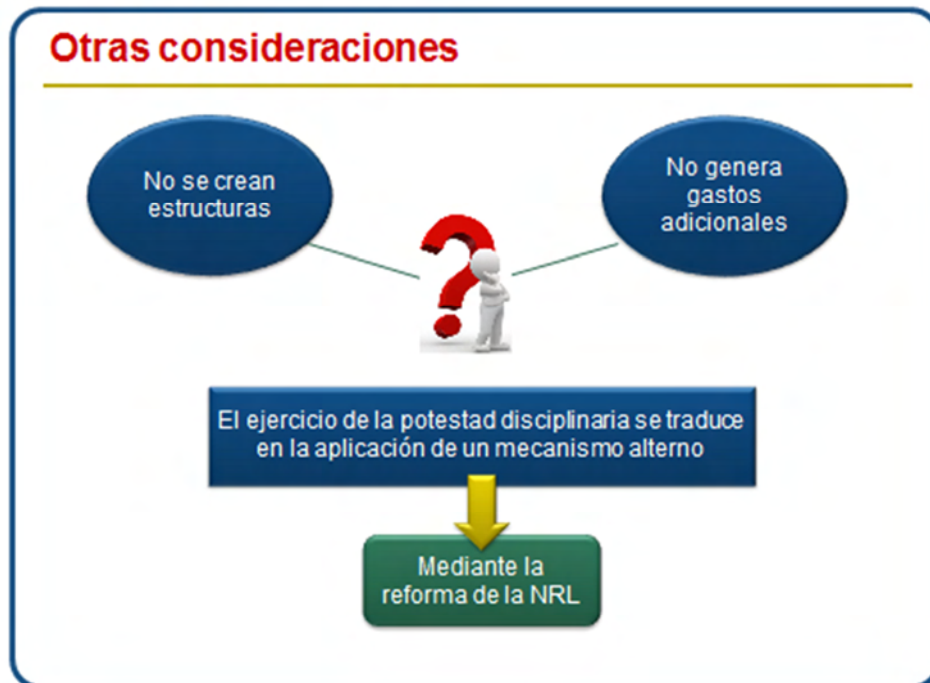 Otras consideraciones
No se crean
estructuras
No genera
gastos
adicionales
El ejercicio de la potestad disciplinaria se traduce
en la aplicación de un mecanismo alterno
Mediante la
reforma de la NRL